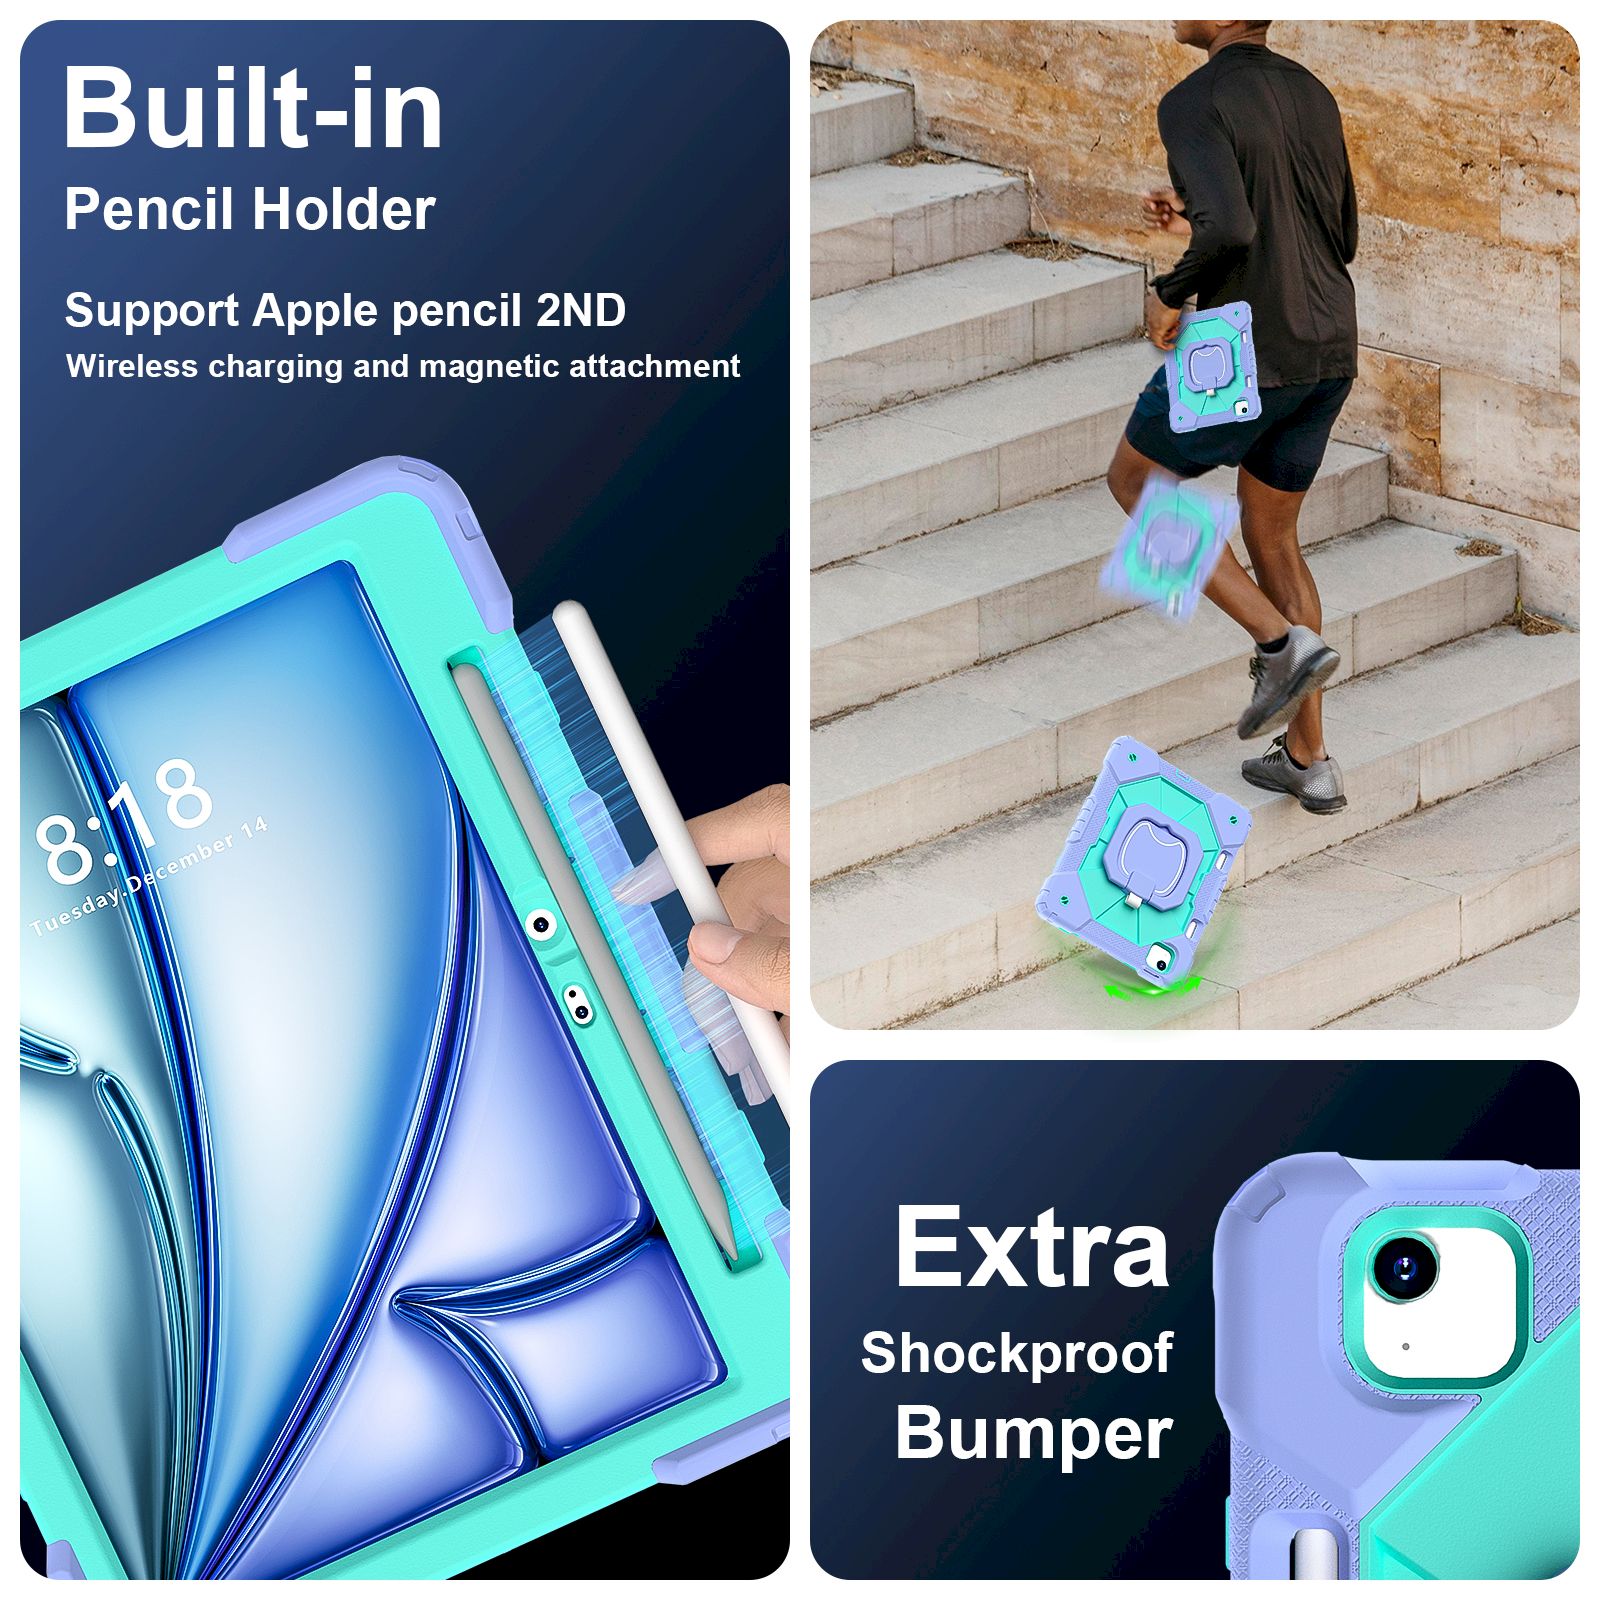 Built-in
Pencil Holder
Support Apple pencil 2ND
Wireless charging and magnetic attachment
8:18
Tuesday.December 14
Extra
Shockproof
Bumper